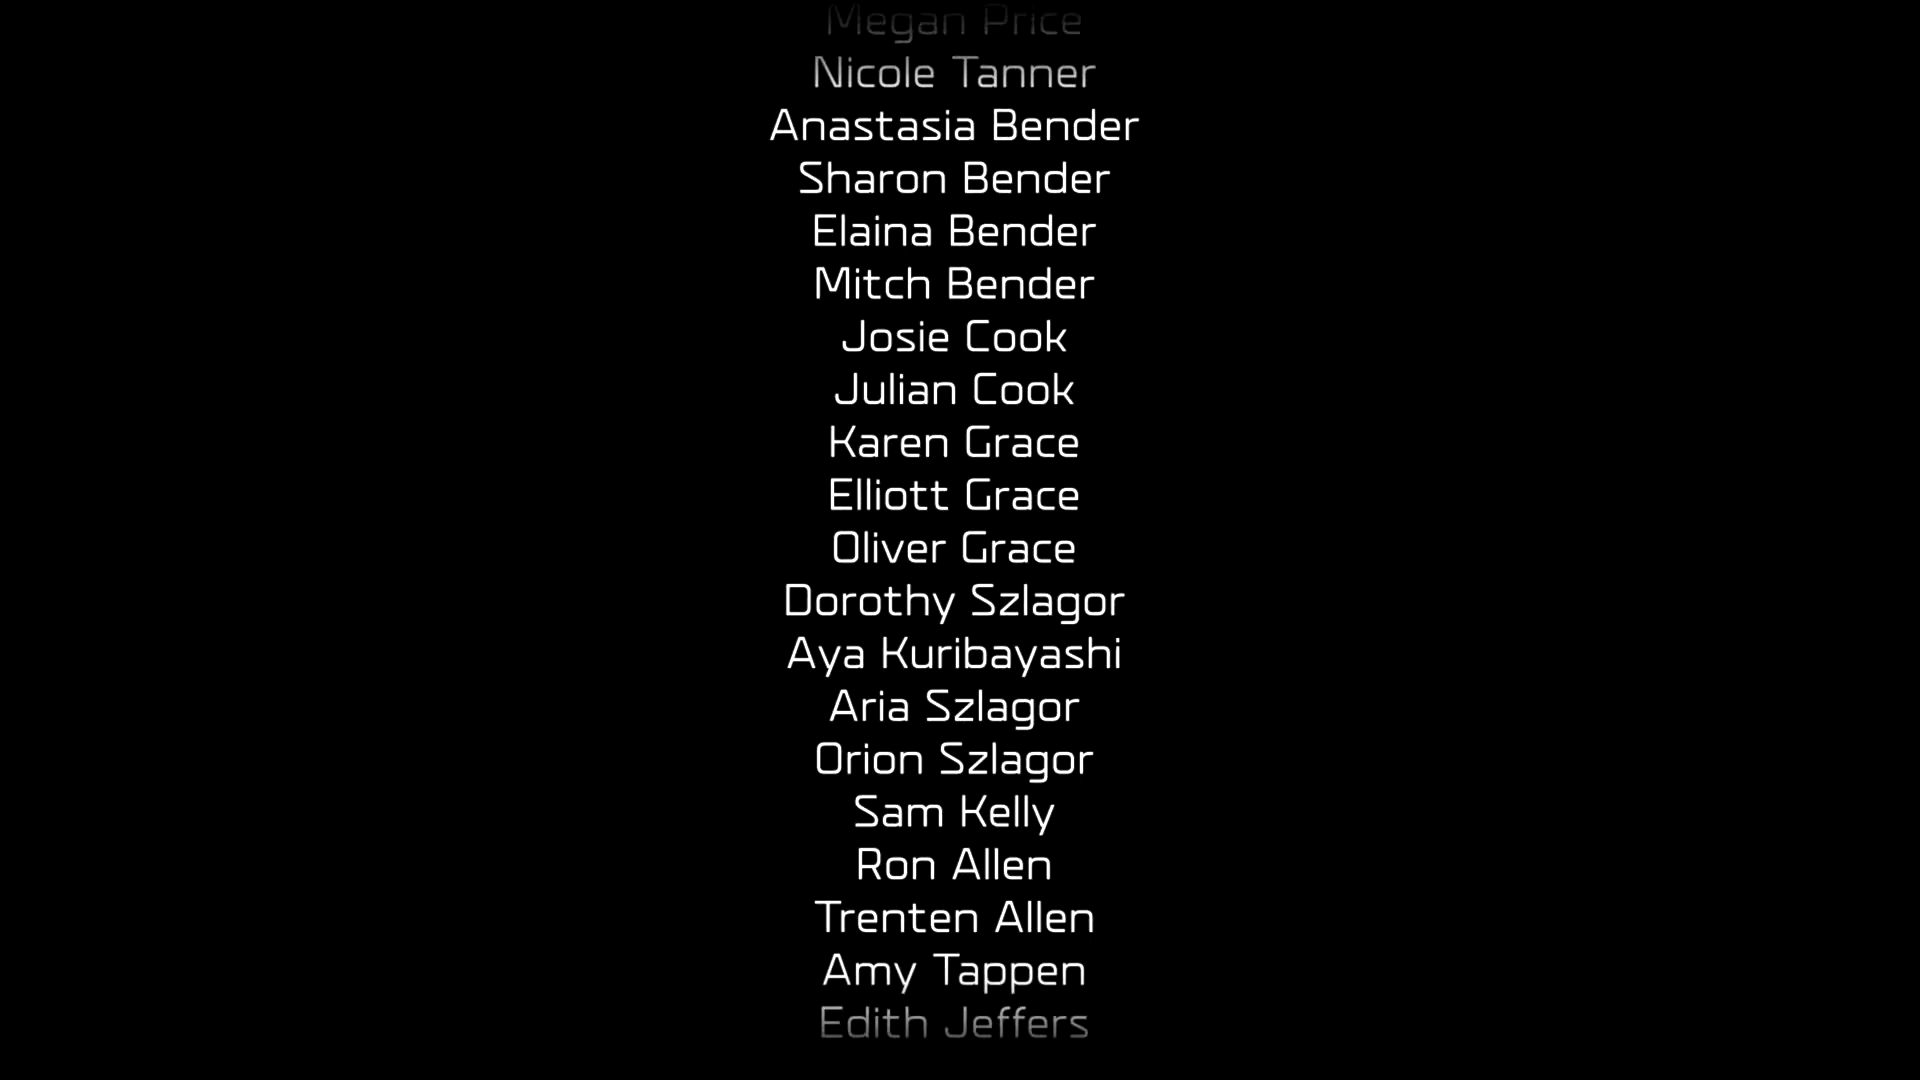 Megan Price
Nicole Tanner
Anastasia Bender
Sharon Bender
Elaina Bender
Mitch Bender
Josie Cook
Julian Cook
Karen Grace
Elliott Grace
Oliver Grace
Dorothy Szlagor
Aya Kuribayashi
Aria Szlagor
Orion Szlagor
Sam Kelly
Ron Allen
Trenten Allen
Amy Tappen
Edith Jeffers